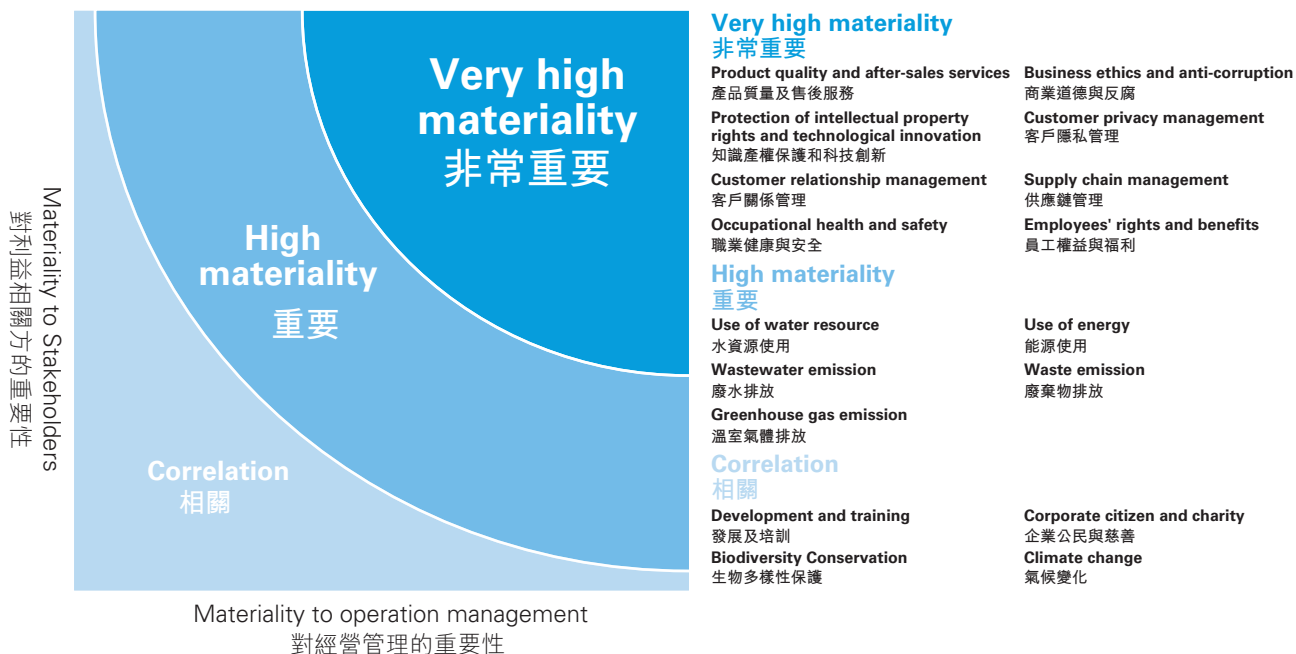 Very high
materiality
非常重要
High
materiality
重要
Correlation
相關
Materiality to Stakeholders
對利益相關方的重要性
Materiality to operation management
對經營管理的重要性
Very high materiality
非常重要
Product quality and after-sales services
產品質量及售後服務
Business ethics and anti-corruption
商業道德與反腐
Protection of intellectual property
rights and technological innovation
知識產權保護和科技創新
Customer privacy management
客戶隱私管理
Customer relationship management
客戶關係管理
Supply chain management
供應鏈管理
Occupational health and safety
職業健康與安全
Employees' rights and benefits
員工權益與福利
High materiality
重要
Use of water resource
水資源使用
Use of energy
能源使用
Wastewater emission
廢水排放
Waste emission
廢棄物排放
Greenhouse gas emission
溫室氣體排放
Correlation
相關
Development and training
發展及培訓
Corporate citizen and charity
企業公民與慈善
Biodiversity Conservation
生物多樣性保護
Climate change
氣候變化